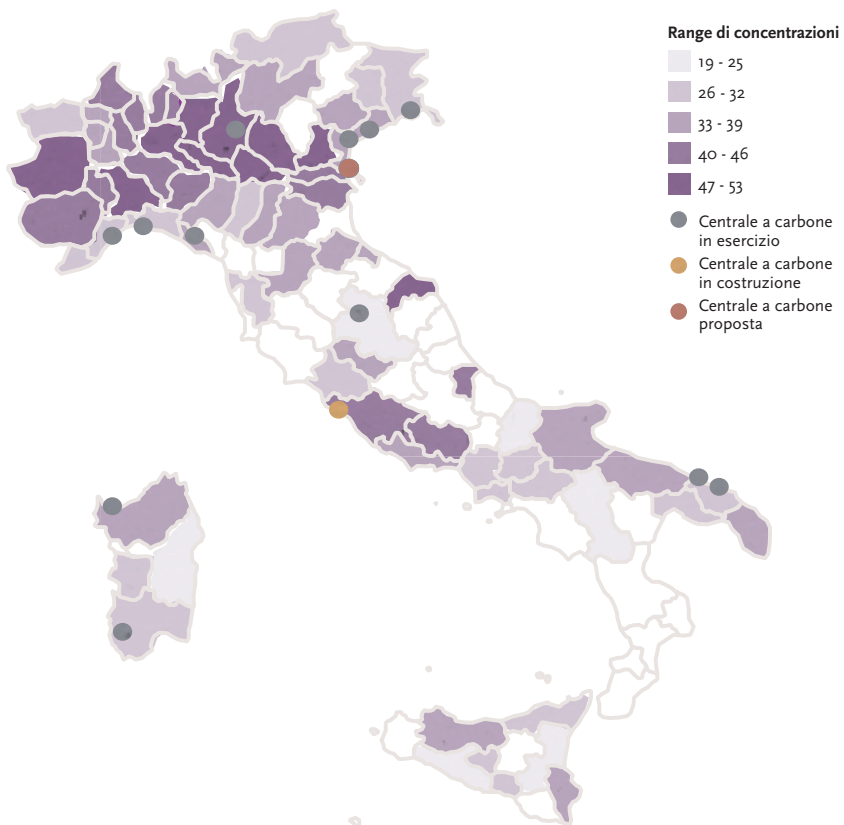 Range di concentrazioni
19 - 25
26 - 32
33 - 39
40 - 46
47 - 53
Centrale a carbone
in esercizio
Centrale a carbone
in costruzione
Centrale a carbone
proposta